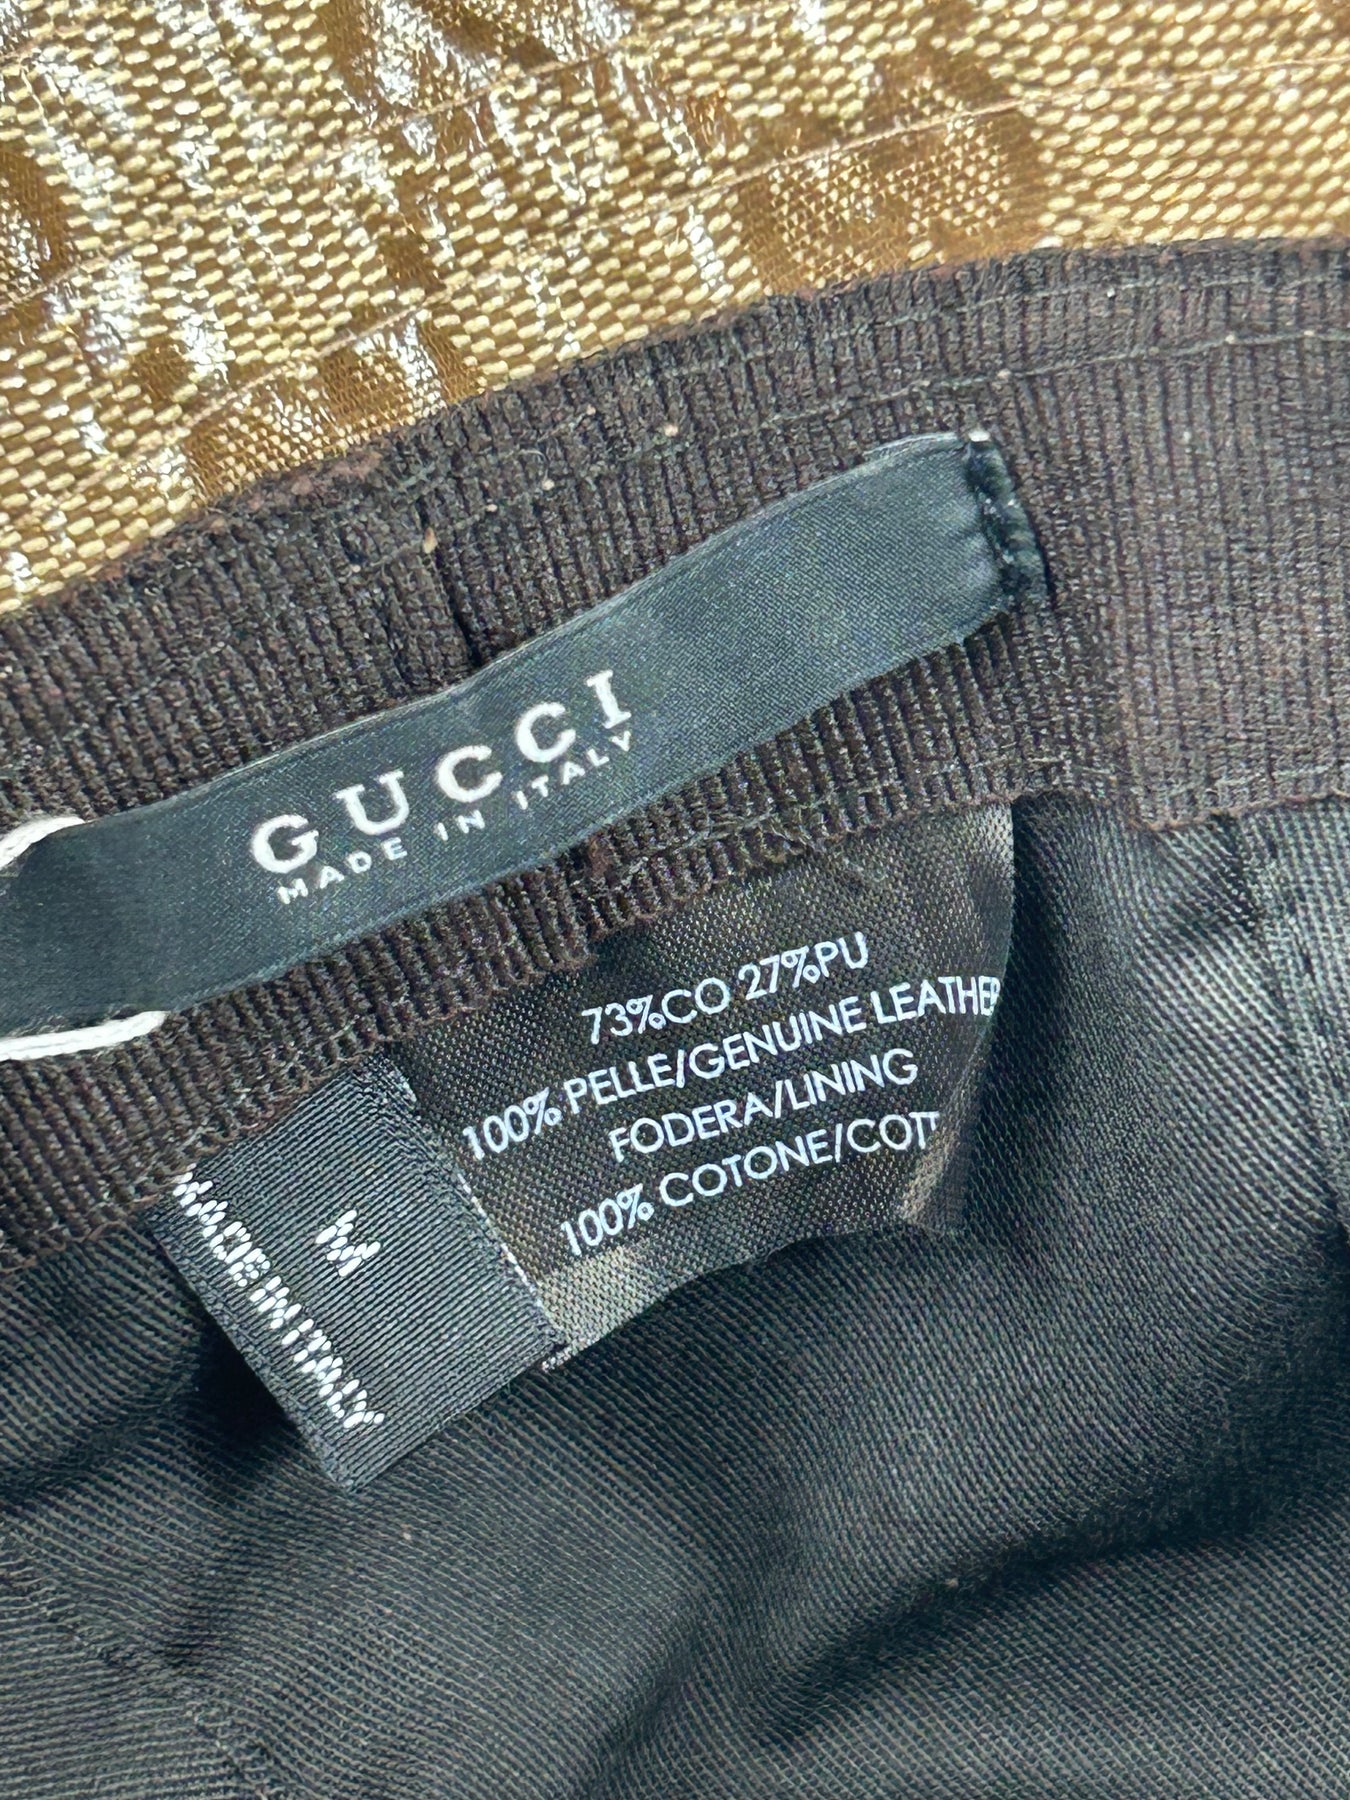 GUCCI
MADE IN ITALY
73%CO 27%PU
100% PELLE/GENUINE LEATHER
FODERA/LINING
100% COTONE/COTT
M
MADE IN ITALY